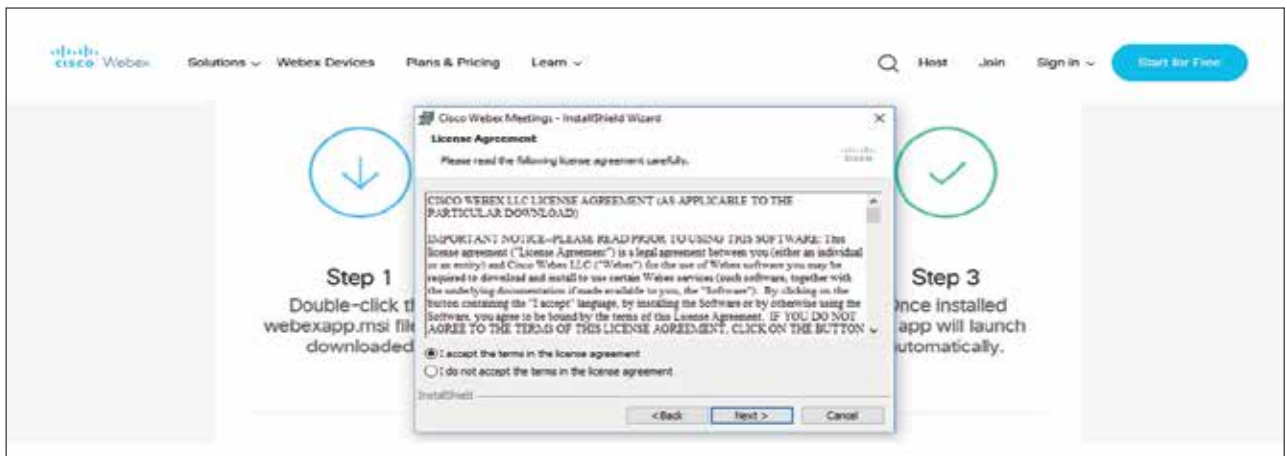 cisco Webex Solutions Webex Devices Plans & Pricing Learn Host Join Sign in Start for Free
Cisco Webex Meetings - InstallShield Wizard
License Agreement
Please read the following license agreement carefully.
cisco
CISCO WEBEX LLC LICENSE AGREEMENT (AS APPLICABLE TO THE
PARTICULAR DOWNLOAD)
IMPORTANT NOTICE--PLEASE READ PRIOR TO USING THIS SOFTWARE: This
license agreement ("License Agreement") is a legal agreement between you (either an individual
or an entity) and Cisco Webex LLC ("Webex") for the use of Webex software you may be
required to download and install to use certain Webex services (such software, together with
the underlying documentation if made available to you, the "Software"). By clicking on the
button containing the "I accept" language, by installing the Software or by otherwise using the
Software, you agree to be bound by the terms of this License Agreement. IF YOU DO NOT
AGREE TO THE TERMS OF THIS LICENSE AGREEMENT, CLICK ON THE BUTTON
I accept the terms in the license agreement
I do not accept the terms in the license agreement
InstallShield
< Back Next > Cancel
Step 1
Double-click t
webexapp.msi file
downloaded
Step 3
Once installed
app will launch
automatically.